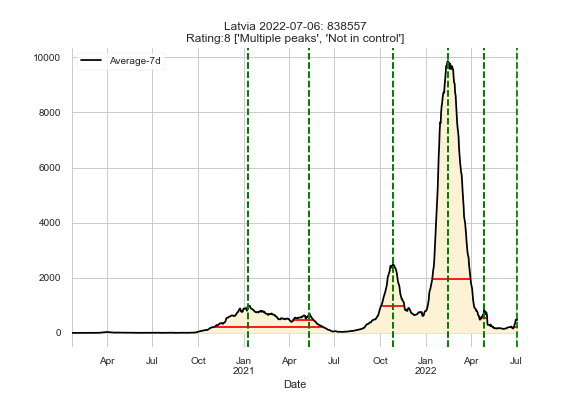 Latvia 2022-07-06: 838557
Rating:8 ['Multiple peaks', 'Not in control']
Average-7d
10000
8000
6000
4000
2000
0
Apr Jul Oct Jan Apr Jul Oct Jan Apr Jul
2021 2022
Date